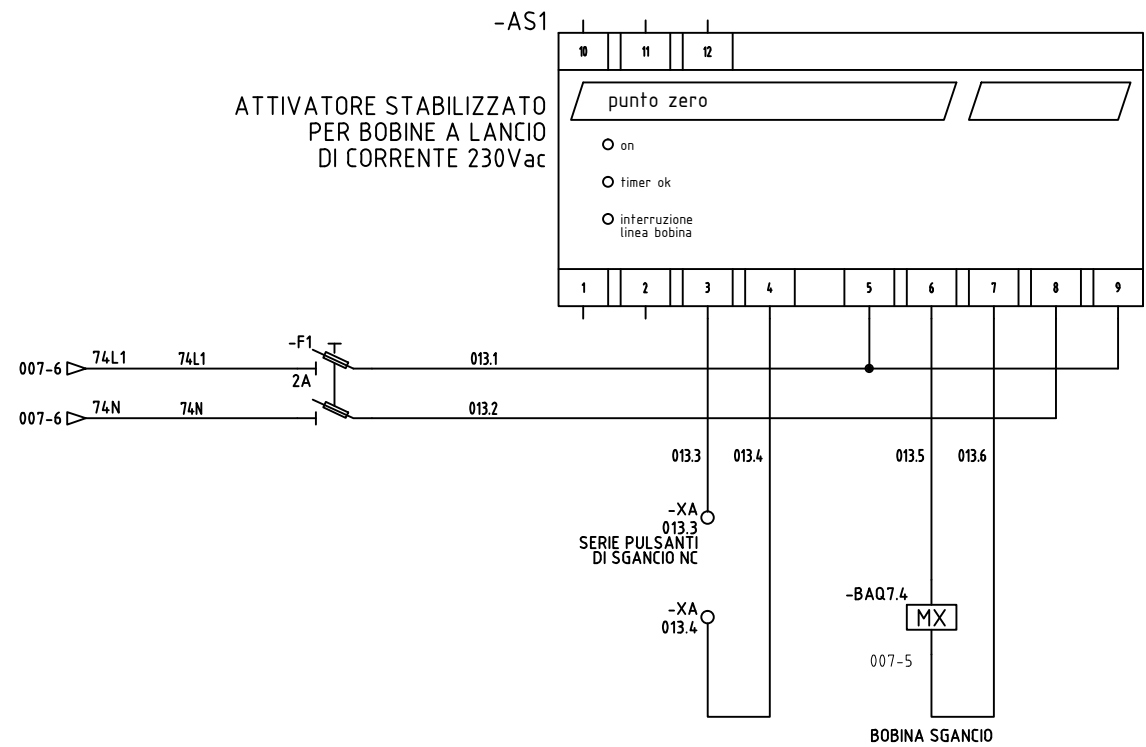 -AS1
10 11 12
ATTIVATORE STABILIZZATO
PER BOBINE A LANCIO
DI CORRENTE 230Vac
punto zero
on
timer ok
interruzione
linea bobina
1 2 3 4 5 6 7 8 9
-F1
007-6 74L1 74L1 013.1
2A
007-6 74N 74N 013.2
013.3 013.4 013.5 013.6
-XA
013.3
SERIE PULSANTI
DI SGANCIO NC
-XA
013.4
-BAQ7.4
MX
007-5
BOBINA SGANCIO